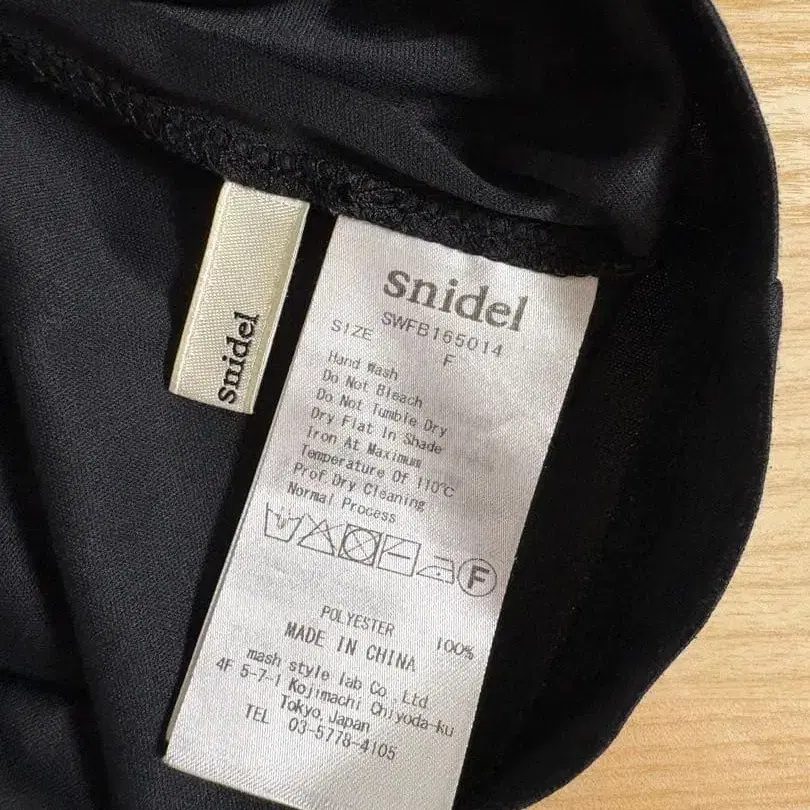 snidel
snidel
SWFB165014
SIZE F
Hand Wash
Do Not Bleach
Do Not Tumble Dry
Dry Flat In Shade
Iron At Maximum
Temperature Of 110℃
Prof Dry Cleaning
Normal Process
F
POLYESTER 100%
MADE IN CHINA
mash style lab Co.,Ltd.
4F 5-7-1 Kojimachi Chiyoda-ku
Tokyo,Japan
TEL 03-5778-4105